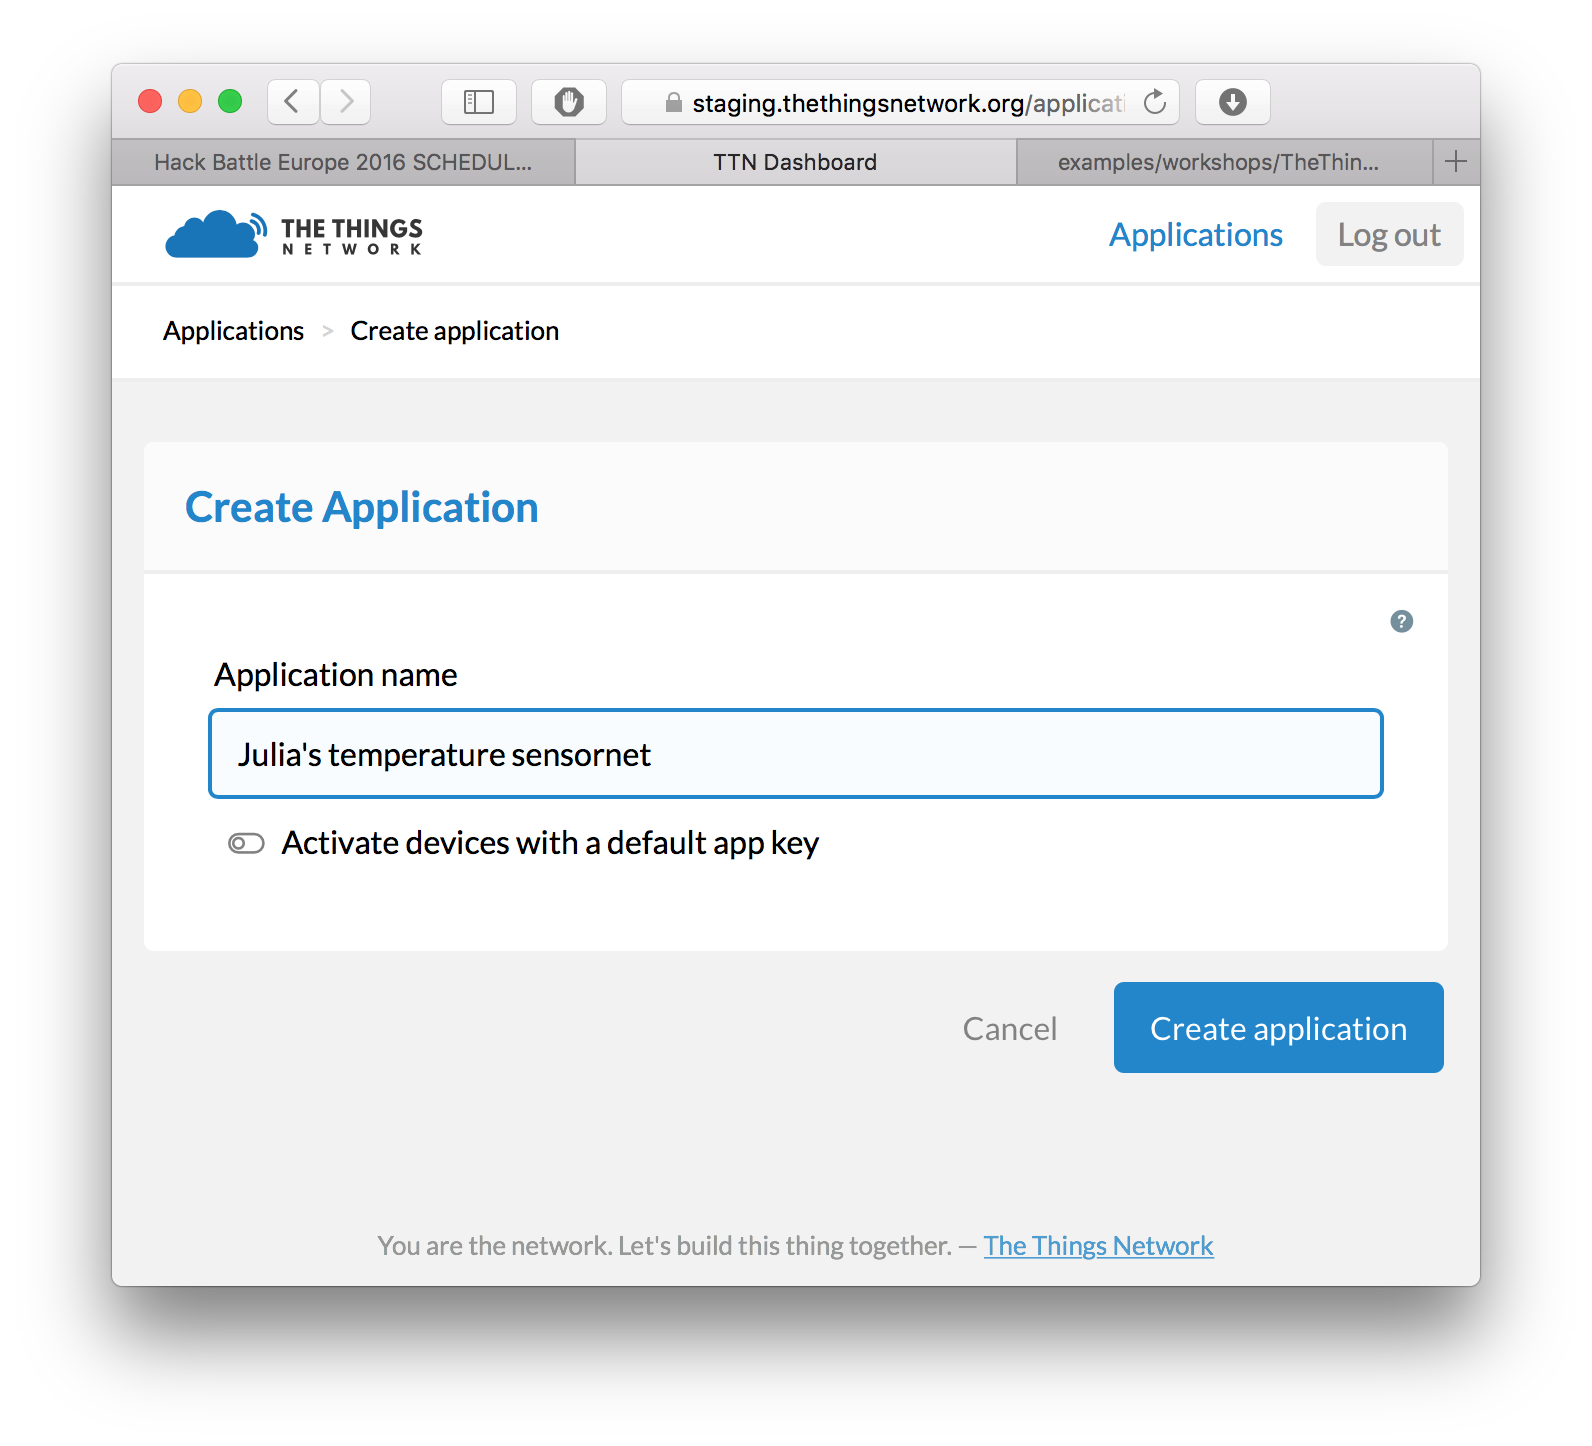 staging.thethingsnetwork.org/applicati
Hack Battle Europe 2016 SCHEDUL...
TTN Dashboard
examples/workshops/TheThin...
THE THINGS
NETWORK
Applications
Log out
Applications > Create application
Create Application
?
Application name
Julia's temperature sensornet
Activate devices with a default app key
Cancel
Create application
You are the network. Let's build this thing together. — The Things Network